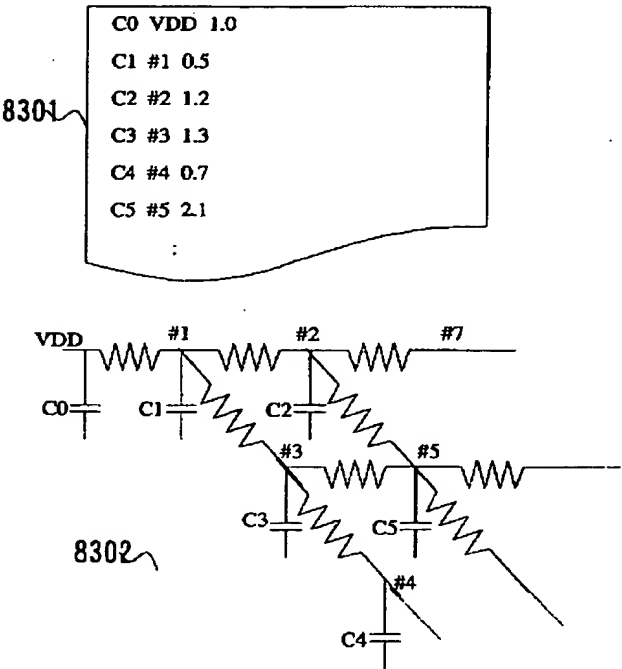 C0 VDD 1.0
C1 #1 0.5
C2 #2 1.2
8301
C3 #3 1.3
C4 #4 0.7
C5 #5 2.1
⋮
VDD #1 #2 #7
C0 C1 C2
#3 #5
C3 C5
8302
#4
C4